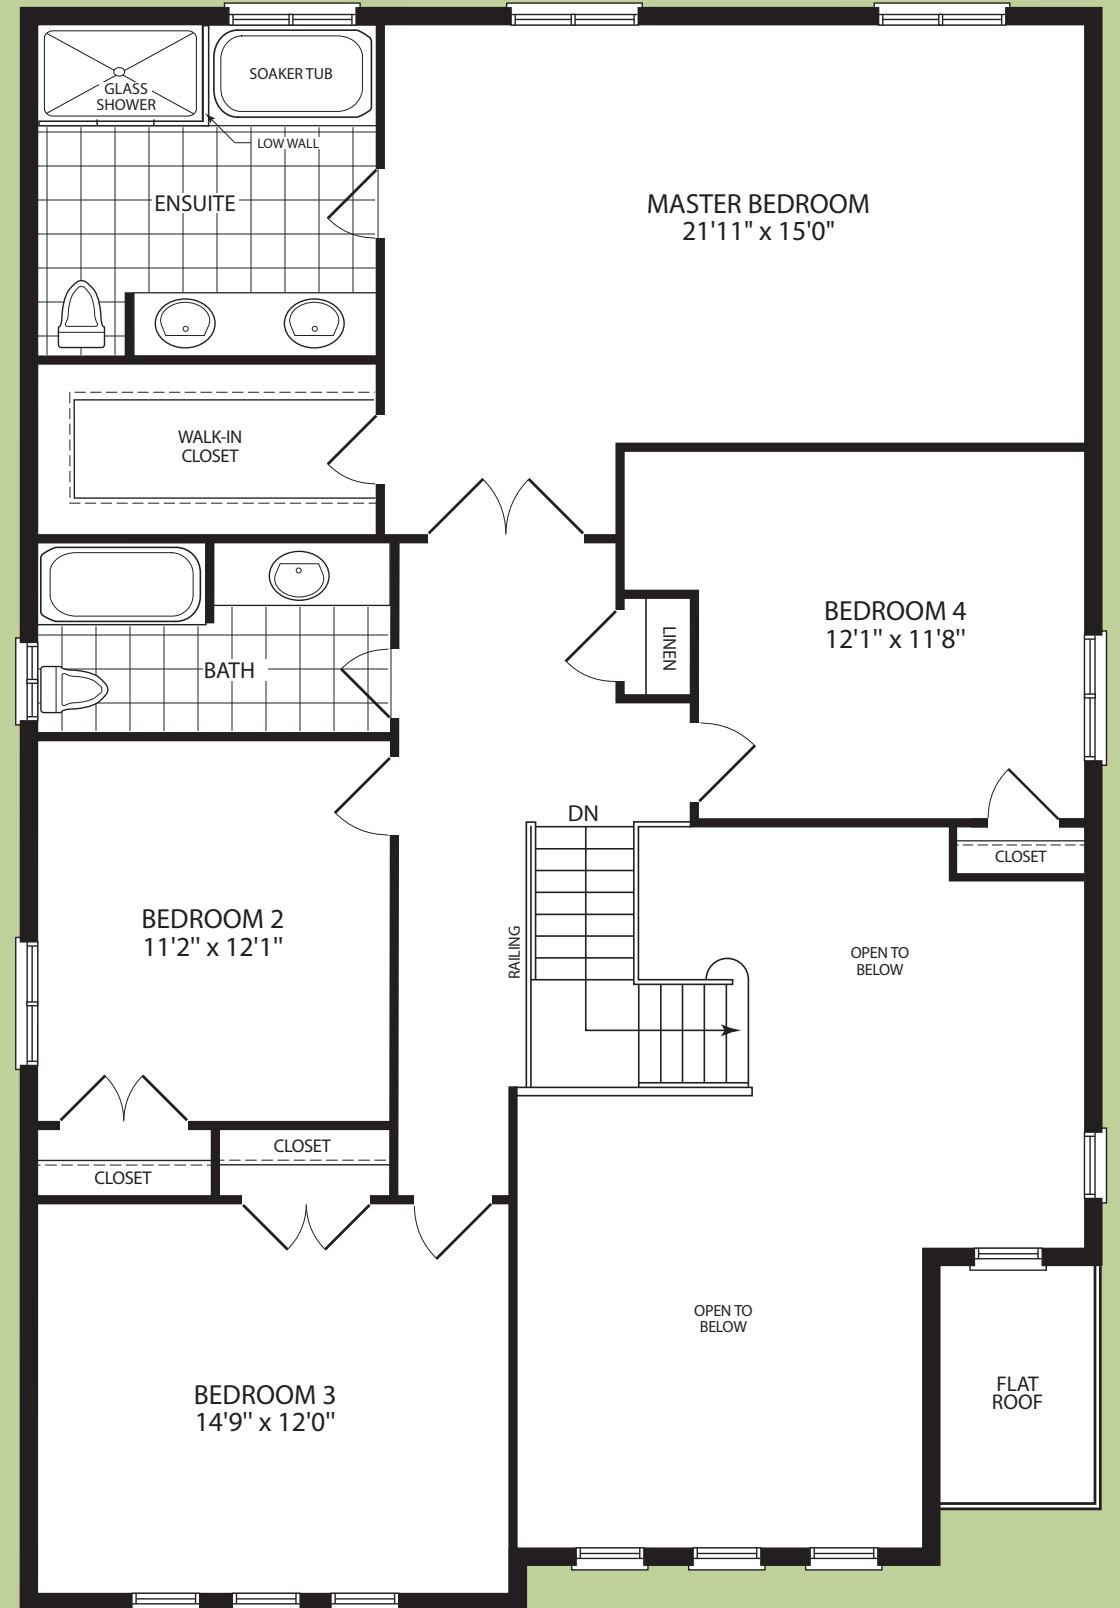 GLASS
SHOWER
SOAKER TUB
LOW WALL
ENSUITE
MASTER BEDROOM
21'11" x 15'0"
WALK-IN
CLOSET
BATH
LINEN
BEDROOM 4
12'1" x 11'8"
DN
CLOSET
BEDROOM 2
11'2" x 12'1"
RAILING
OPEN TO
BELOW
CLOSET
CLOSET
OPEN TO
BELOW
BEDROOM 3
14'9" x 12'0"
FLAT
ROOF